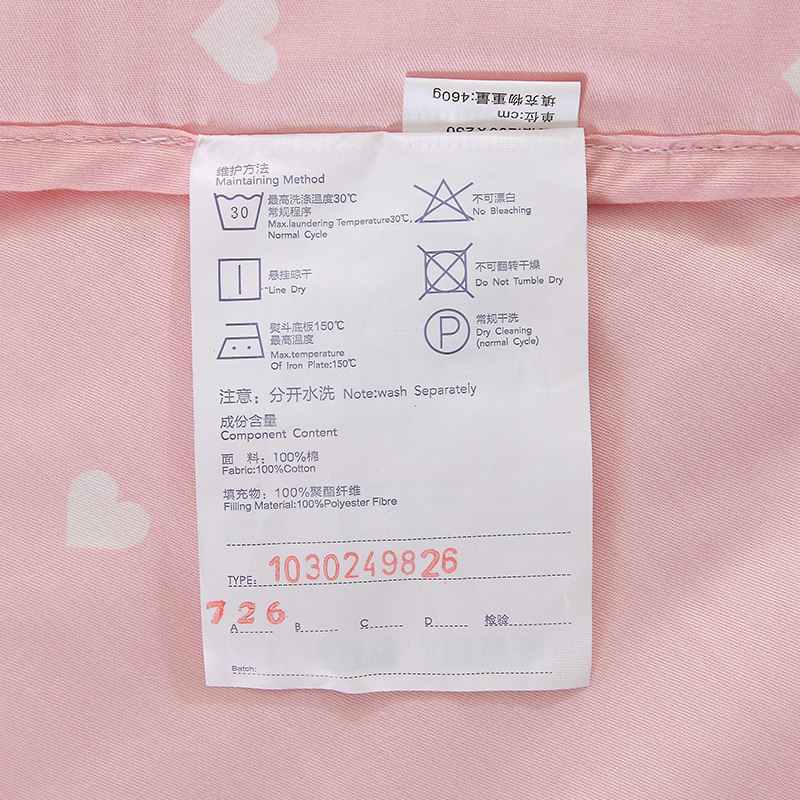 填充物重量:460g
单位:cm
维护方法
Maintaining Method
30
最高洗涤温度30℃
常规程序
Max.laundering Temperature30℃,
Normal Cycle
不可漂白
No Bleaching
悬挂晾干
Line Dry
不可翻转干燥
Do Not Tumble Dry
熨斗底板150℃
最高温度
Max.temperature
Of Iron Plate:150℃
P
常规干洗
Dry Cleaning
(normal Cycle)
注意：分开水洗 Note:wash Separately
成份含量
Component Content
面 料：100%棉
Fabric:100%Cotton
填充物：100%聚酯纤维
Filling Material:100%Polyester Fibre
TYPE: 1030249826
726
A B C D 检验
Batch: